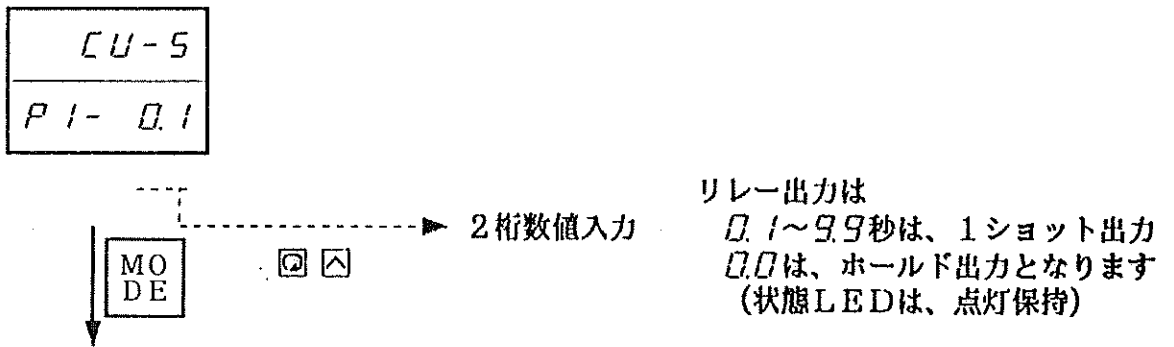 CU-5
P1- 0.1
2桁数値入力
MO
DE
リレー出力は
0.1～9.9秒は、1ショット出力
0.0は、ホールド出力となります
(状態LEDは、点灯保持)